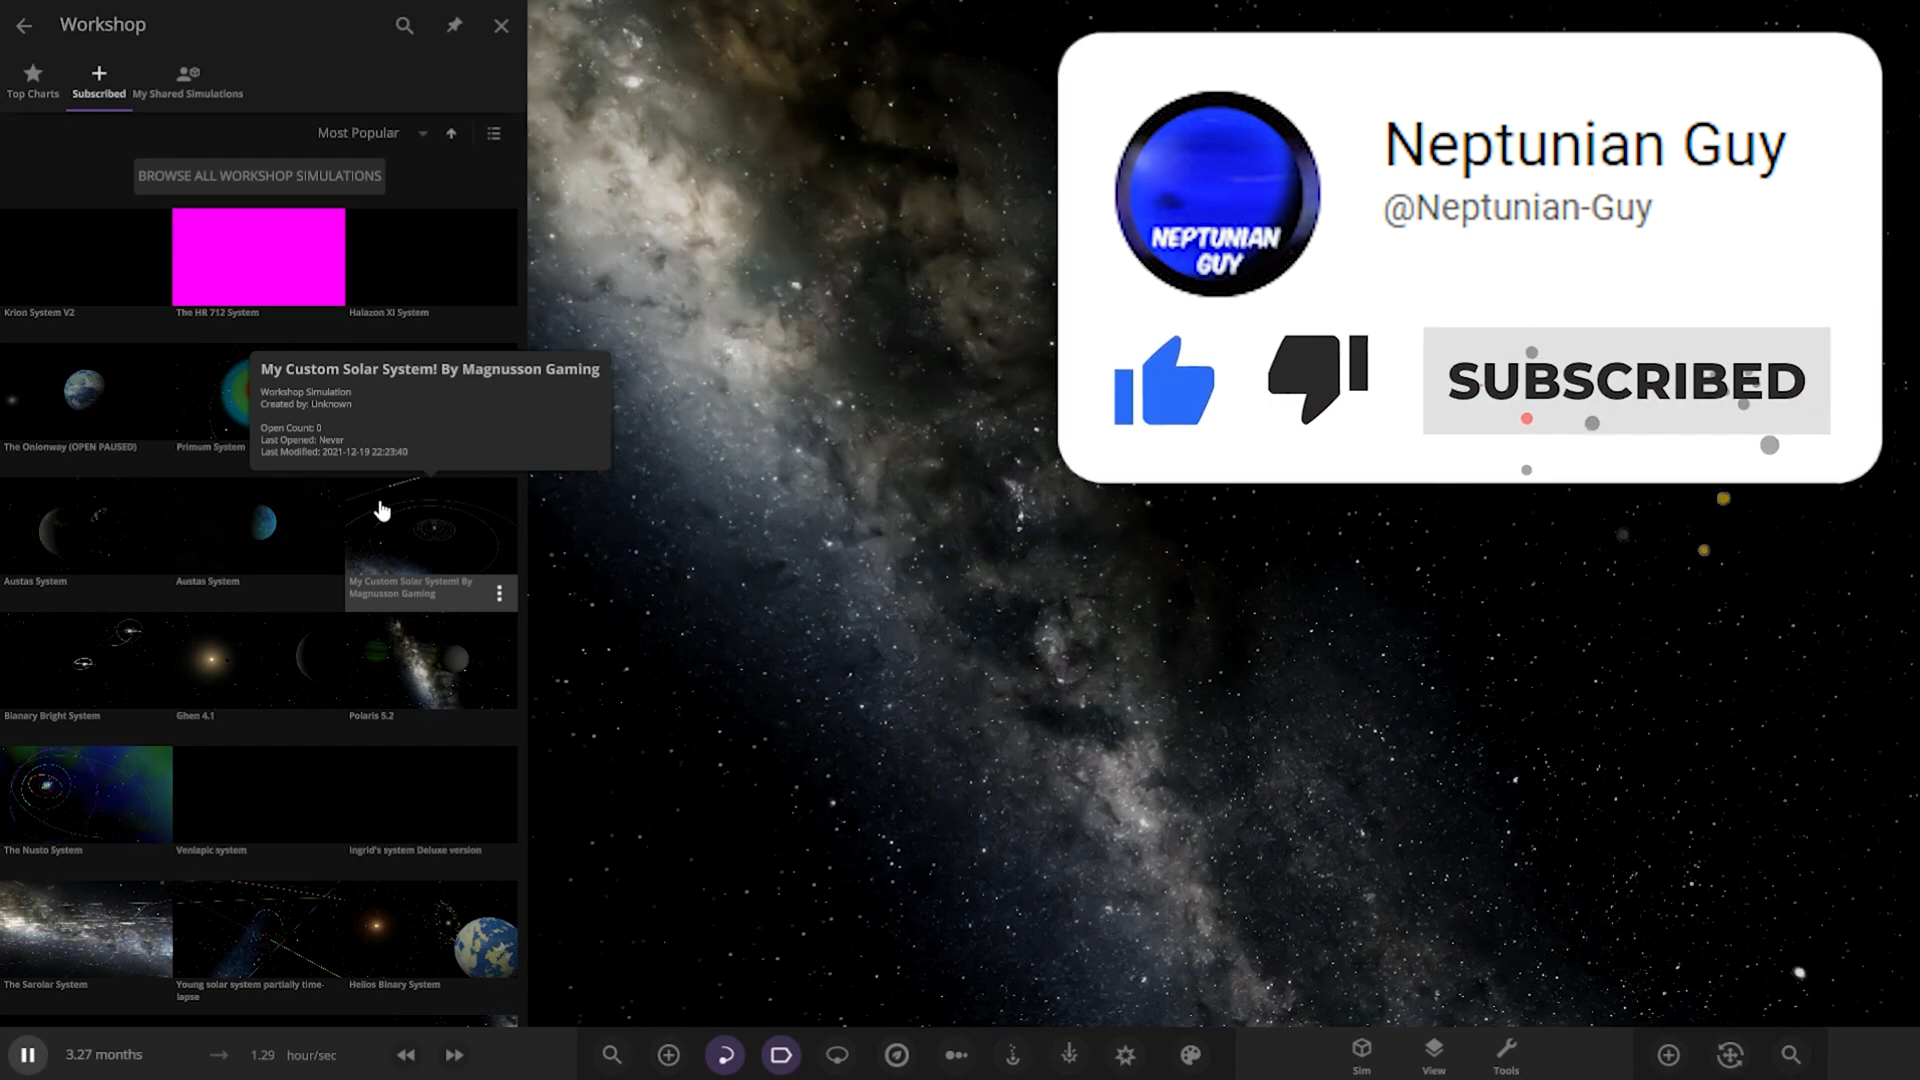 Workshop
Top Charts
Subscribed
My Shared Simulations
Most Popular
BROWSE ALL WORKSHOP SIMULATIONS
Krion System V2
The HR 712 System
Halazon XI System
My Custom Solar System! By Magnusson Gaming
Workshop Simulation
Created by: Unknown
Open Count: 0
Last Opened: Never
Last Modified: 2021-12-19 22:23:40
The Onionway (OPEN PAUSED)
Primum System
Austas System
Austas System
My Custom Solar System! By
Magnusson Gaming
Bianary Bright System
Ghen 4.1
Polaris 5.2
The Nusto System
Venlapic system
Ingrid's system Deluxe version
The Sarolar System
Young solar system partially time-
lapse
Helios Binary System
3.27 months
1.29 hour/sec
Sim
View
Tools
Neptunian Guy
@Neptunian-Guy
NEPTUNIAN
GUY
SUBSCRIBED